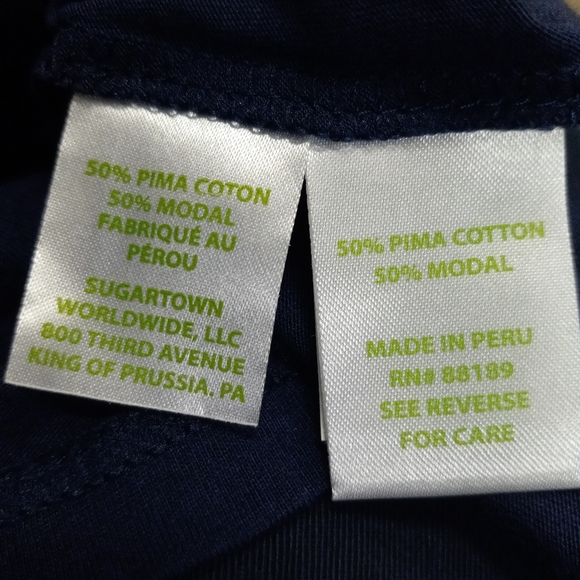 50% PIMA COTON
50% MODAL
FABRIQUÉ AU
PÉROU
SUGARTOWN
WORLDWIDE, LLC
800 THIRD AVENUE
KING OF PRUSSIA. PA
50% PIMA COTTON
50% MODAL
MADE IN PERU
RN# 88189
SEE REVERSE
FOR CARE